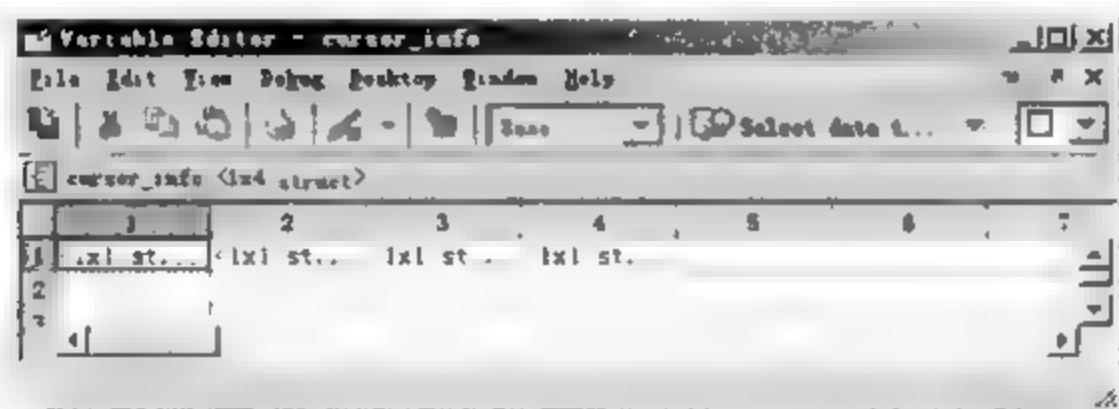 Variable Editor - cursor_info
File Edit View Debug Desktop Window Help
Base Select data t...
cursor_info <1x4 struct>
1 2 3 4 5 6 7
1 <1x1 st... <1x1 st.. 1x1 st . 1x1 st.
2
3